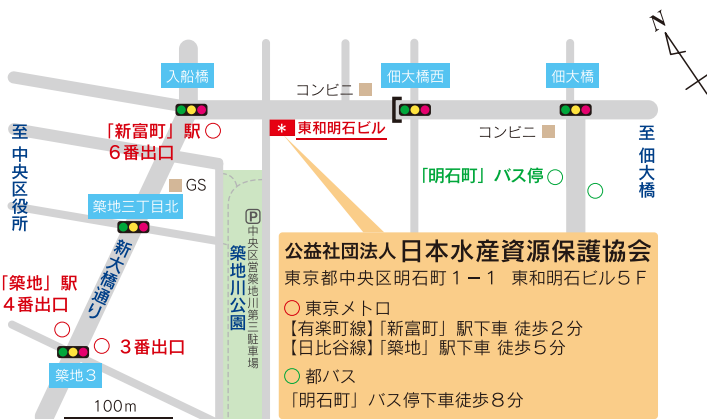 N
入船橋
佃大橋西
佃大橋
コンビニ
至 中央区役所
「新富町」駅
6番出口
* 東和明石ビル
コンビニ
至 佃大橋
「明石町」バス停
GS
築地三丁目北
新大橋通り
P
中央区営築地川第三駐車場
築地川公園
「築地」駅
4番出口
3番出口
築地3
100m
公益社団法人 日本水産資源保護協会
東京都中央区明石町1-1 東和明石ビル5F
東京メトロ
【有楽町線】「新富町」駅下車 徒歩2分
【日比谷線】「築地」駅下車 徒歩5分
都バス
「明石町」バス停下車徒歩8分